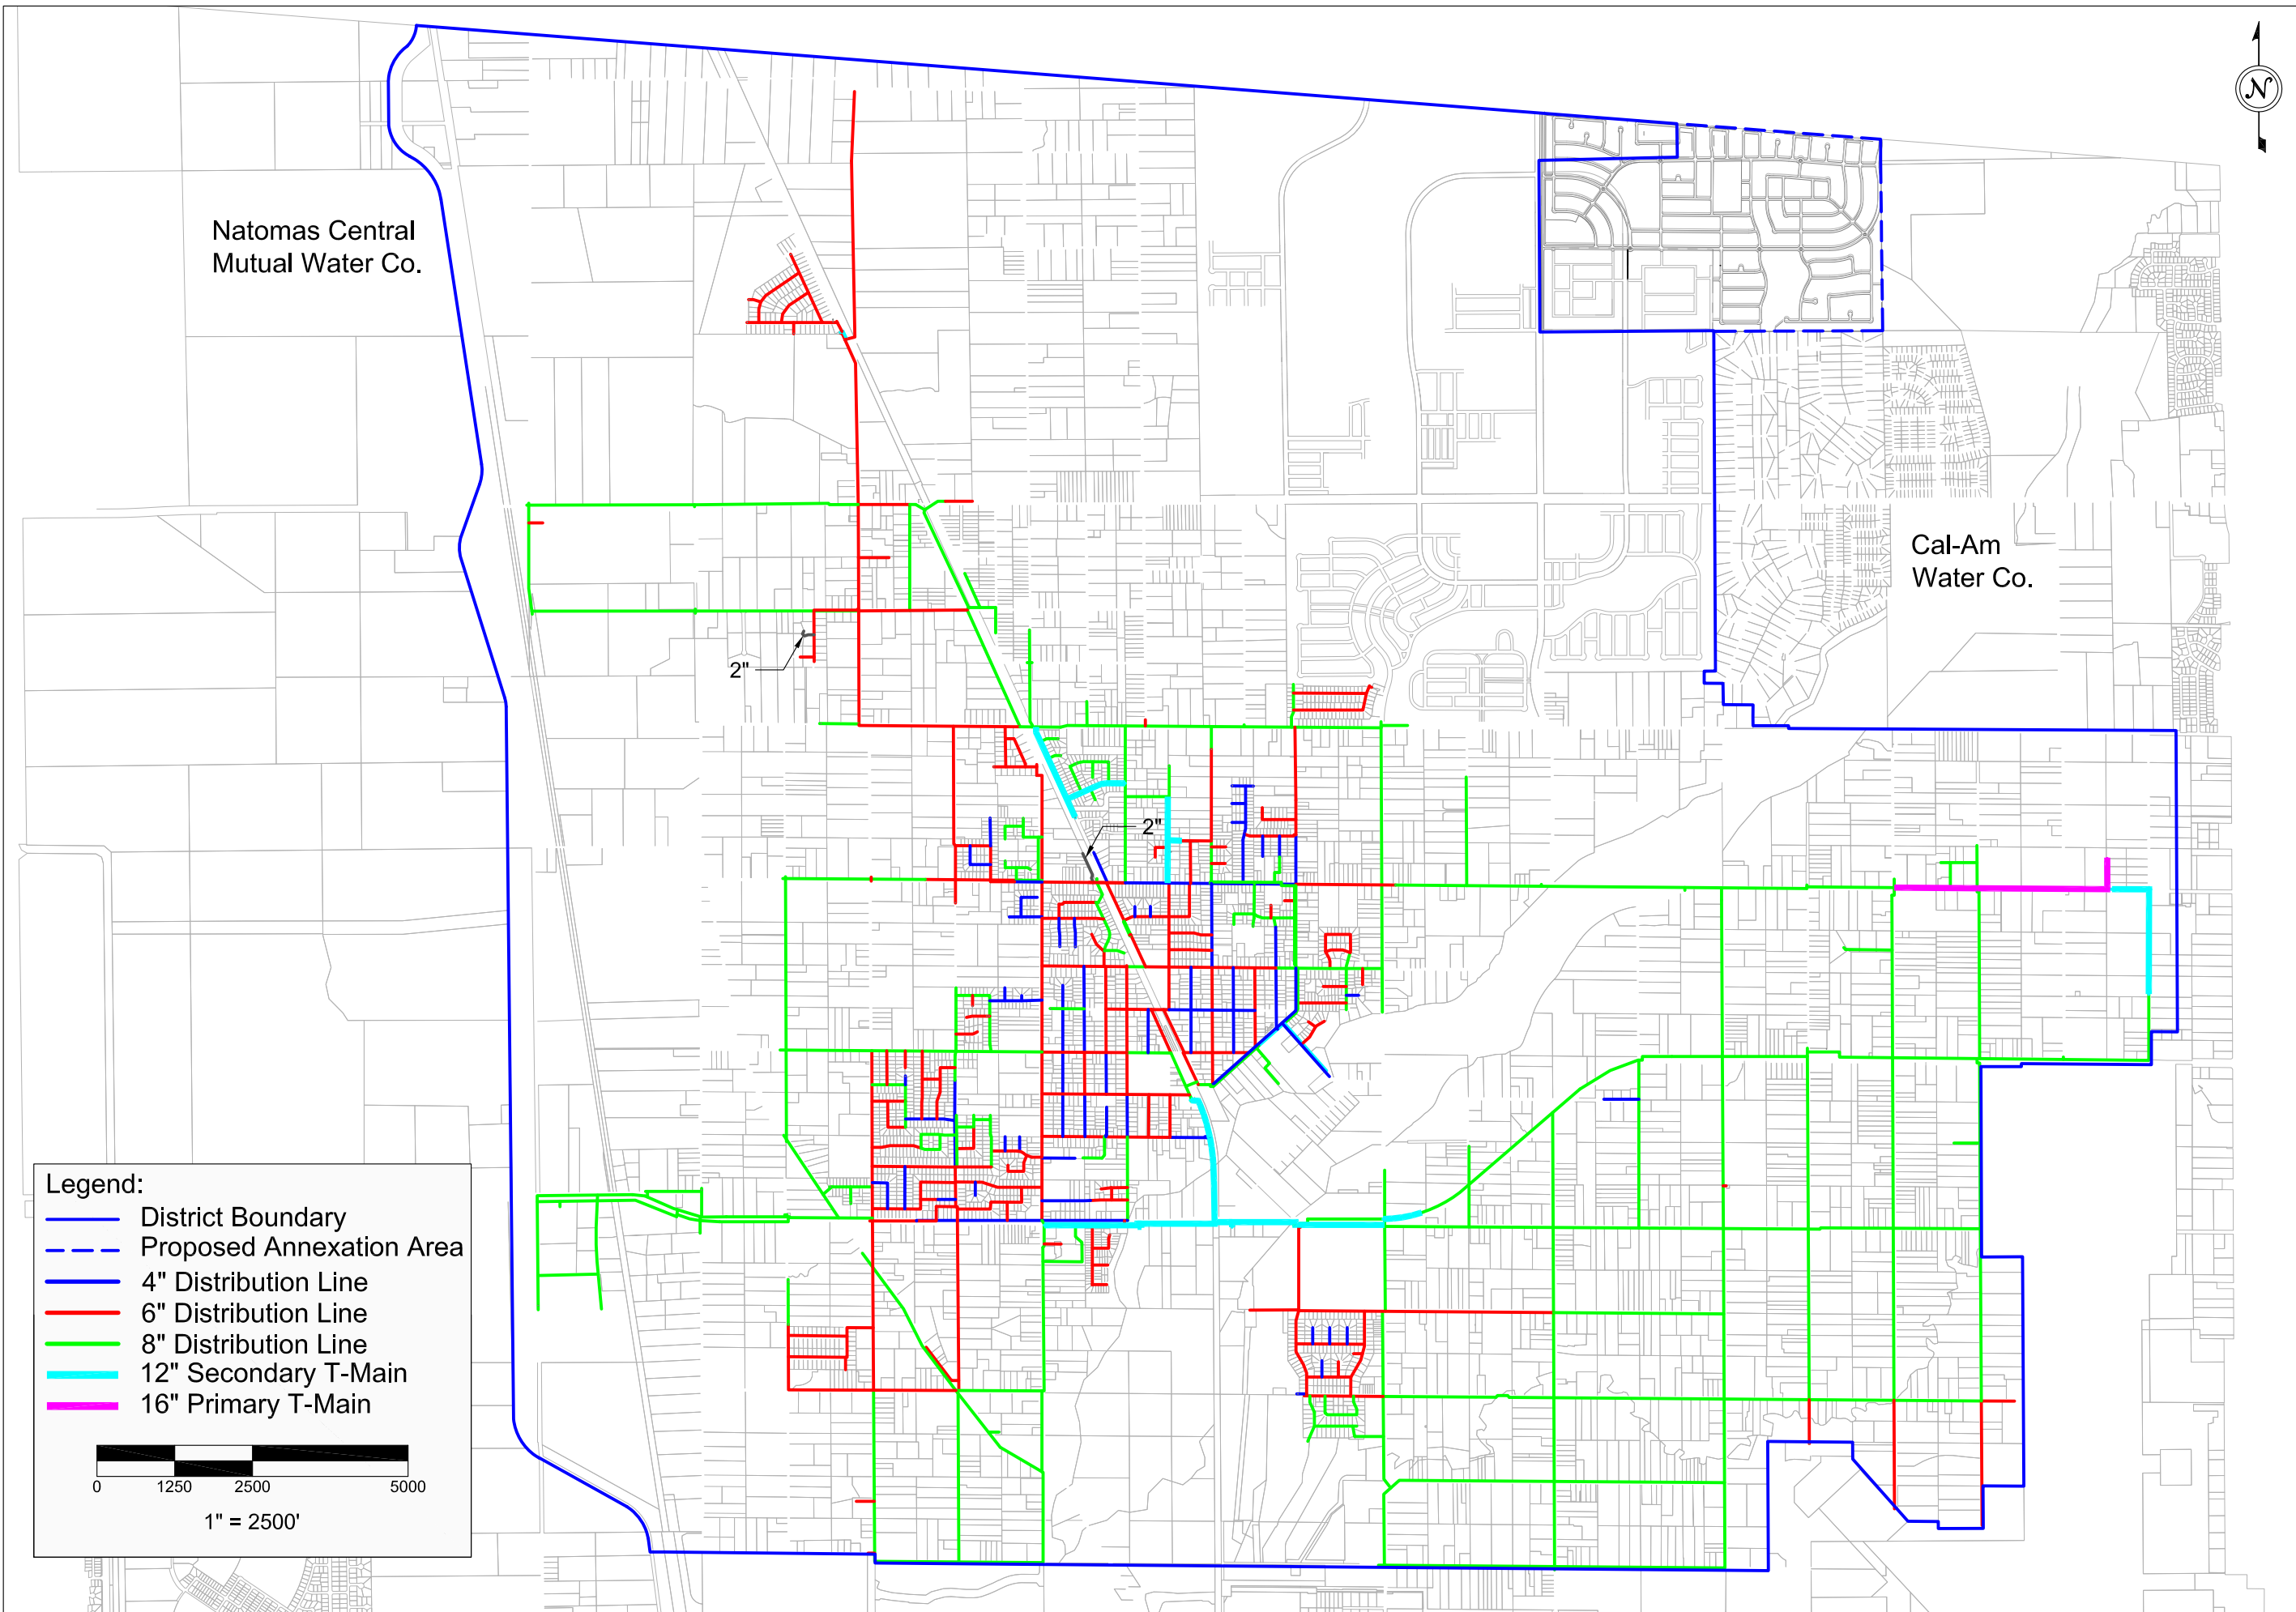 N
Natomas Central
Mutual Water Co.
Cal-Am
Water Co.
2"
2"
Legend:
District Boundary
Proposed Annexation Area
4" Distribution Line
6" Distribution Line
8" Distribution Line
12" Secondary T-Main
16" Primary T-Main
0 1250 2500 5000
1" = 2500'